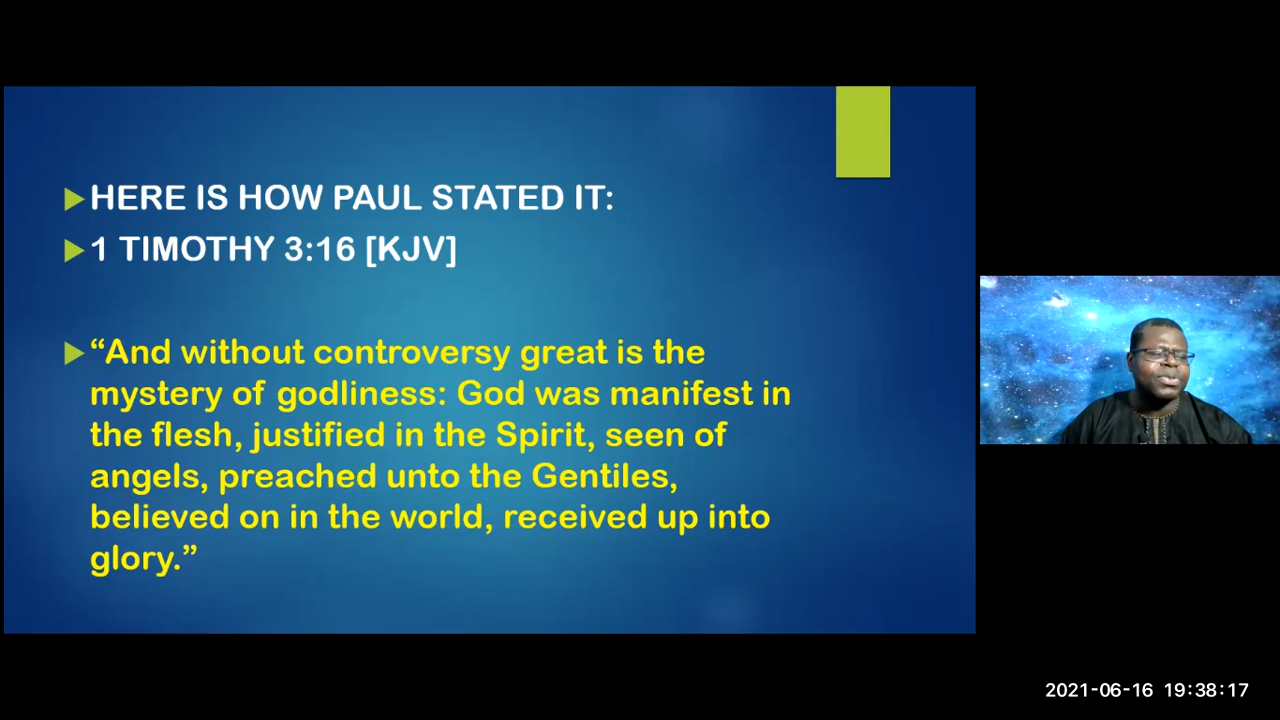 HERE IS HOW PAUL STATED IT:
1 TIMOTHY 3:16 [KJV]
“And without controversy great is the
mystery of godliness: God was manifest in
the flesh, justified in the Spirit, seen of
angels, preached unto the Gentiles,
believed on in the world, received up into
glory.”
2021-06-16 19:38:17